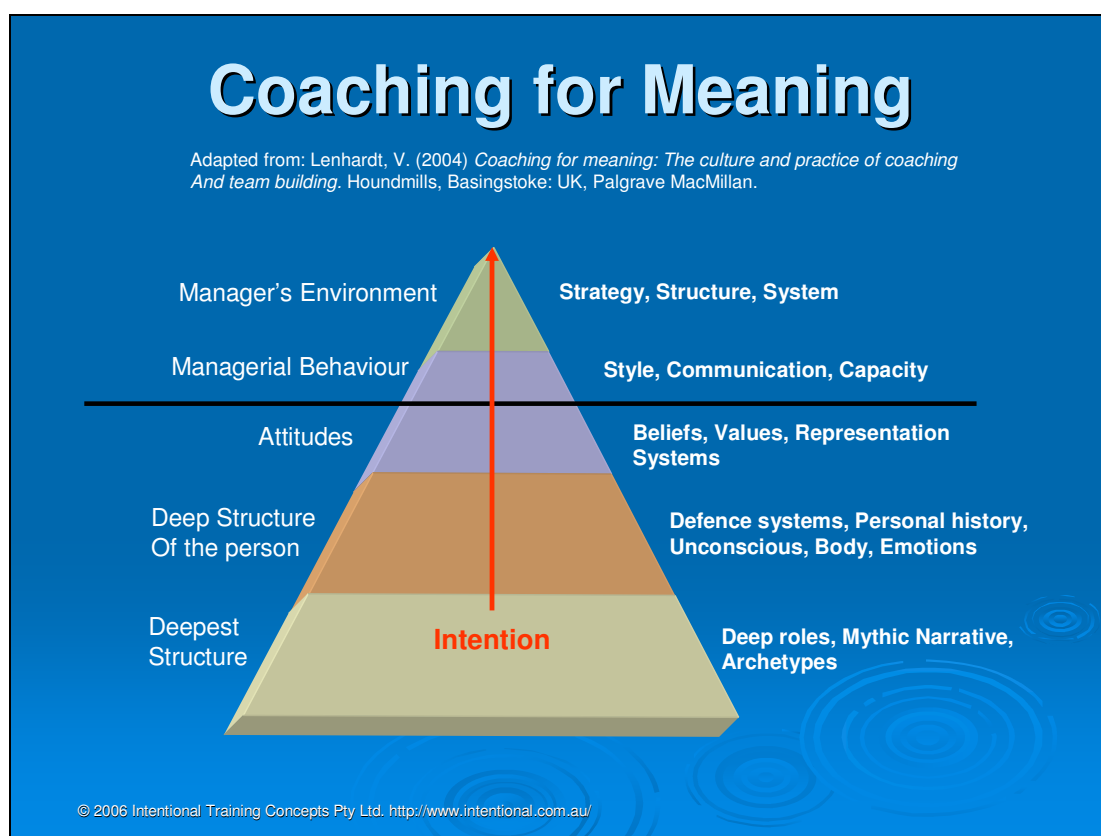 Coaching for Meaning
Adapted from: Lenhardt, V. (2004) Coaching for meaning: The culture and practice of coaching
And team building. Houndmills, Basingstoke: UK, Palgrave MacMillan.
Manager’s Environment
Strategy, Structure, System
Managerial Behaviour
Style, Communication, Capacity
Attitudes
Beliefs, Values, Representation
Systems
Deep Structure
Of the person
Defence systems, Personal history,
Unconscious, Body, Emotions
Deepest
Structure
Intention
Deep roles, Mythic Narrative,
Archetypes
© 2006 Intentional Training Concepts Pty Ltd. http://www.intentional.com.au/